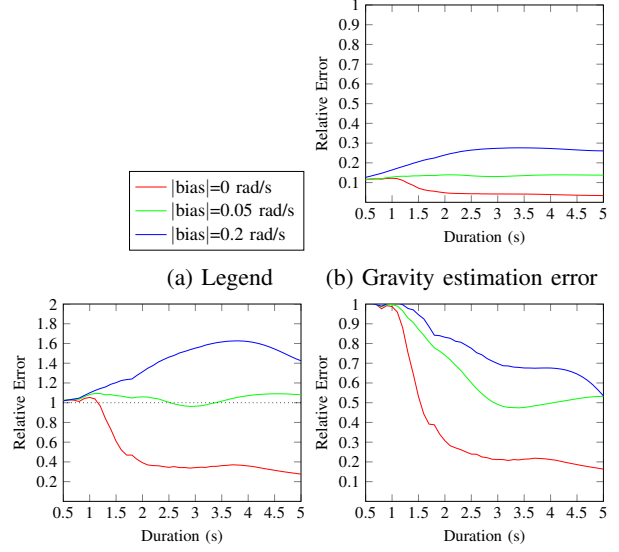 1
0.9
0.8
0.7
0.6
0.5
0.4
0.3
0.2
0.1
Relative Error
0.5 1 1.5 2 2.5 3 3.5 4 4.5 5
Duration (s)
|bias|=0 rad/s
|bias|=0.05 rad/s
|bias|=0.2 rad/s
(a) Legend
(b) Gravity estimation error
2
1.8
1.6
1.4
1.2
1
0.8
0.6
0.4
0.2
Relative Error
0.5 1 1.5 2 2.5 3 3.5 4 4.5 5
Duration (s)
1
0.9
0.8
0.7
0.6
0.5
0.4
0.3
0.2
0.1
Relative Error
0.5 1 1.5 2 2.5 3 3.5 4 4.5 5
Duration (s)